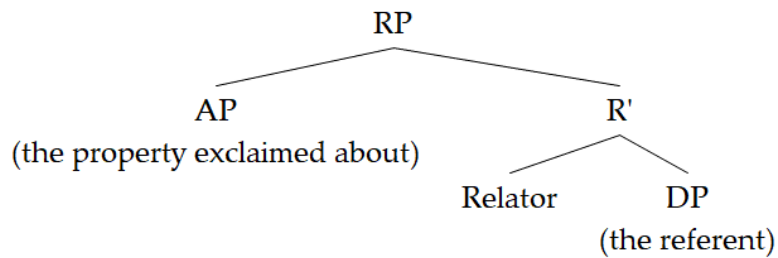 RP
AP
R'
(the property exclaimed about)
Relator
DP
(the referent)